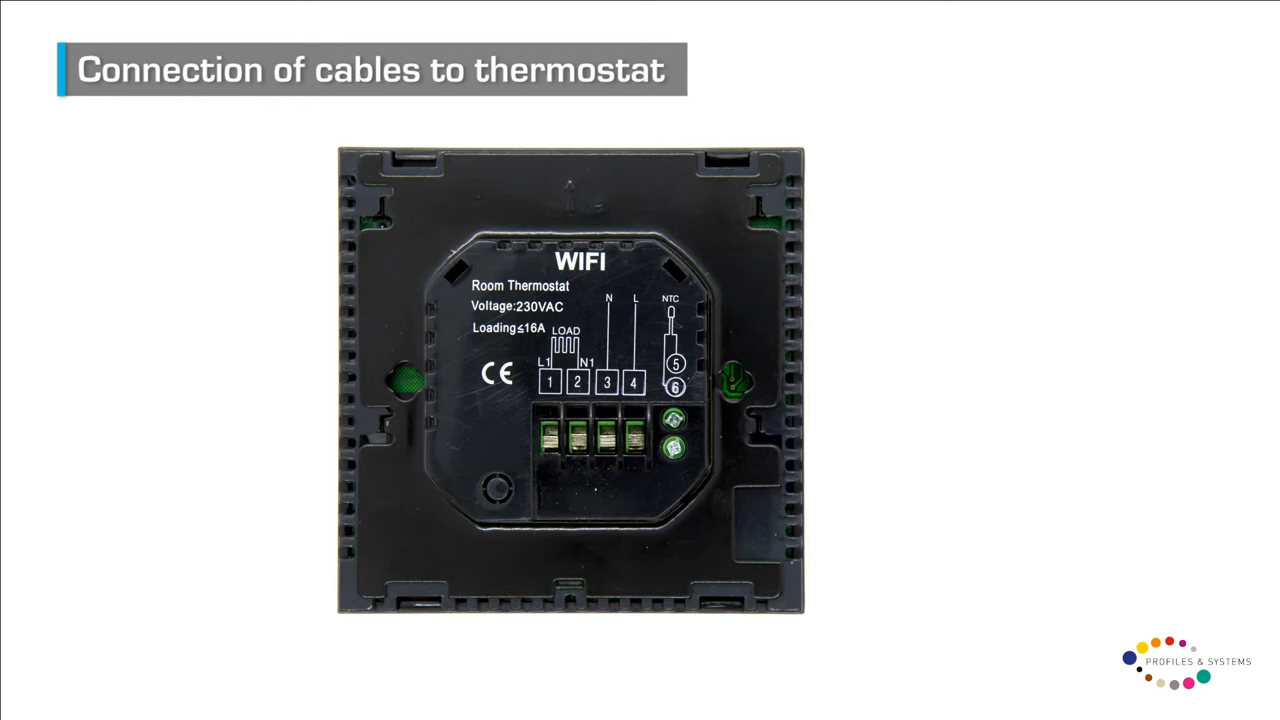 Connection of cables to thermostat
WIFI
Room Thermostat
Voltage:230VAC
Loading≤16A
LOAD
N
L
NTC
L1
N1
1
2
3
4
5
6
CE
PROFILES & SYSTEMS